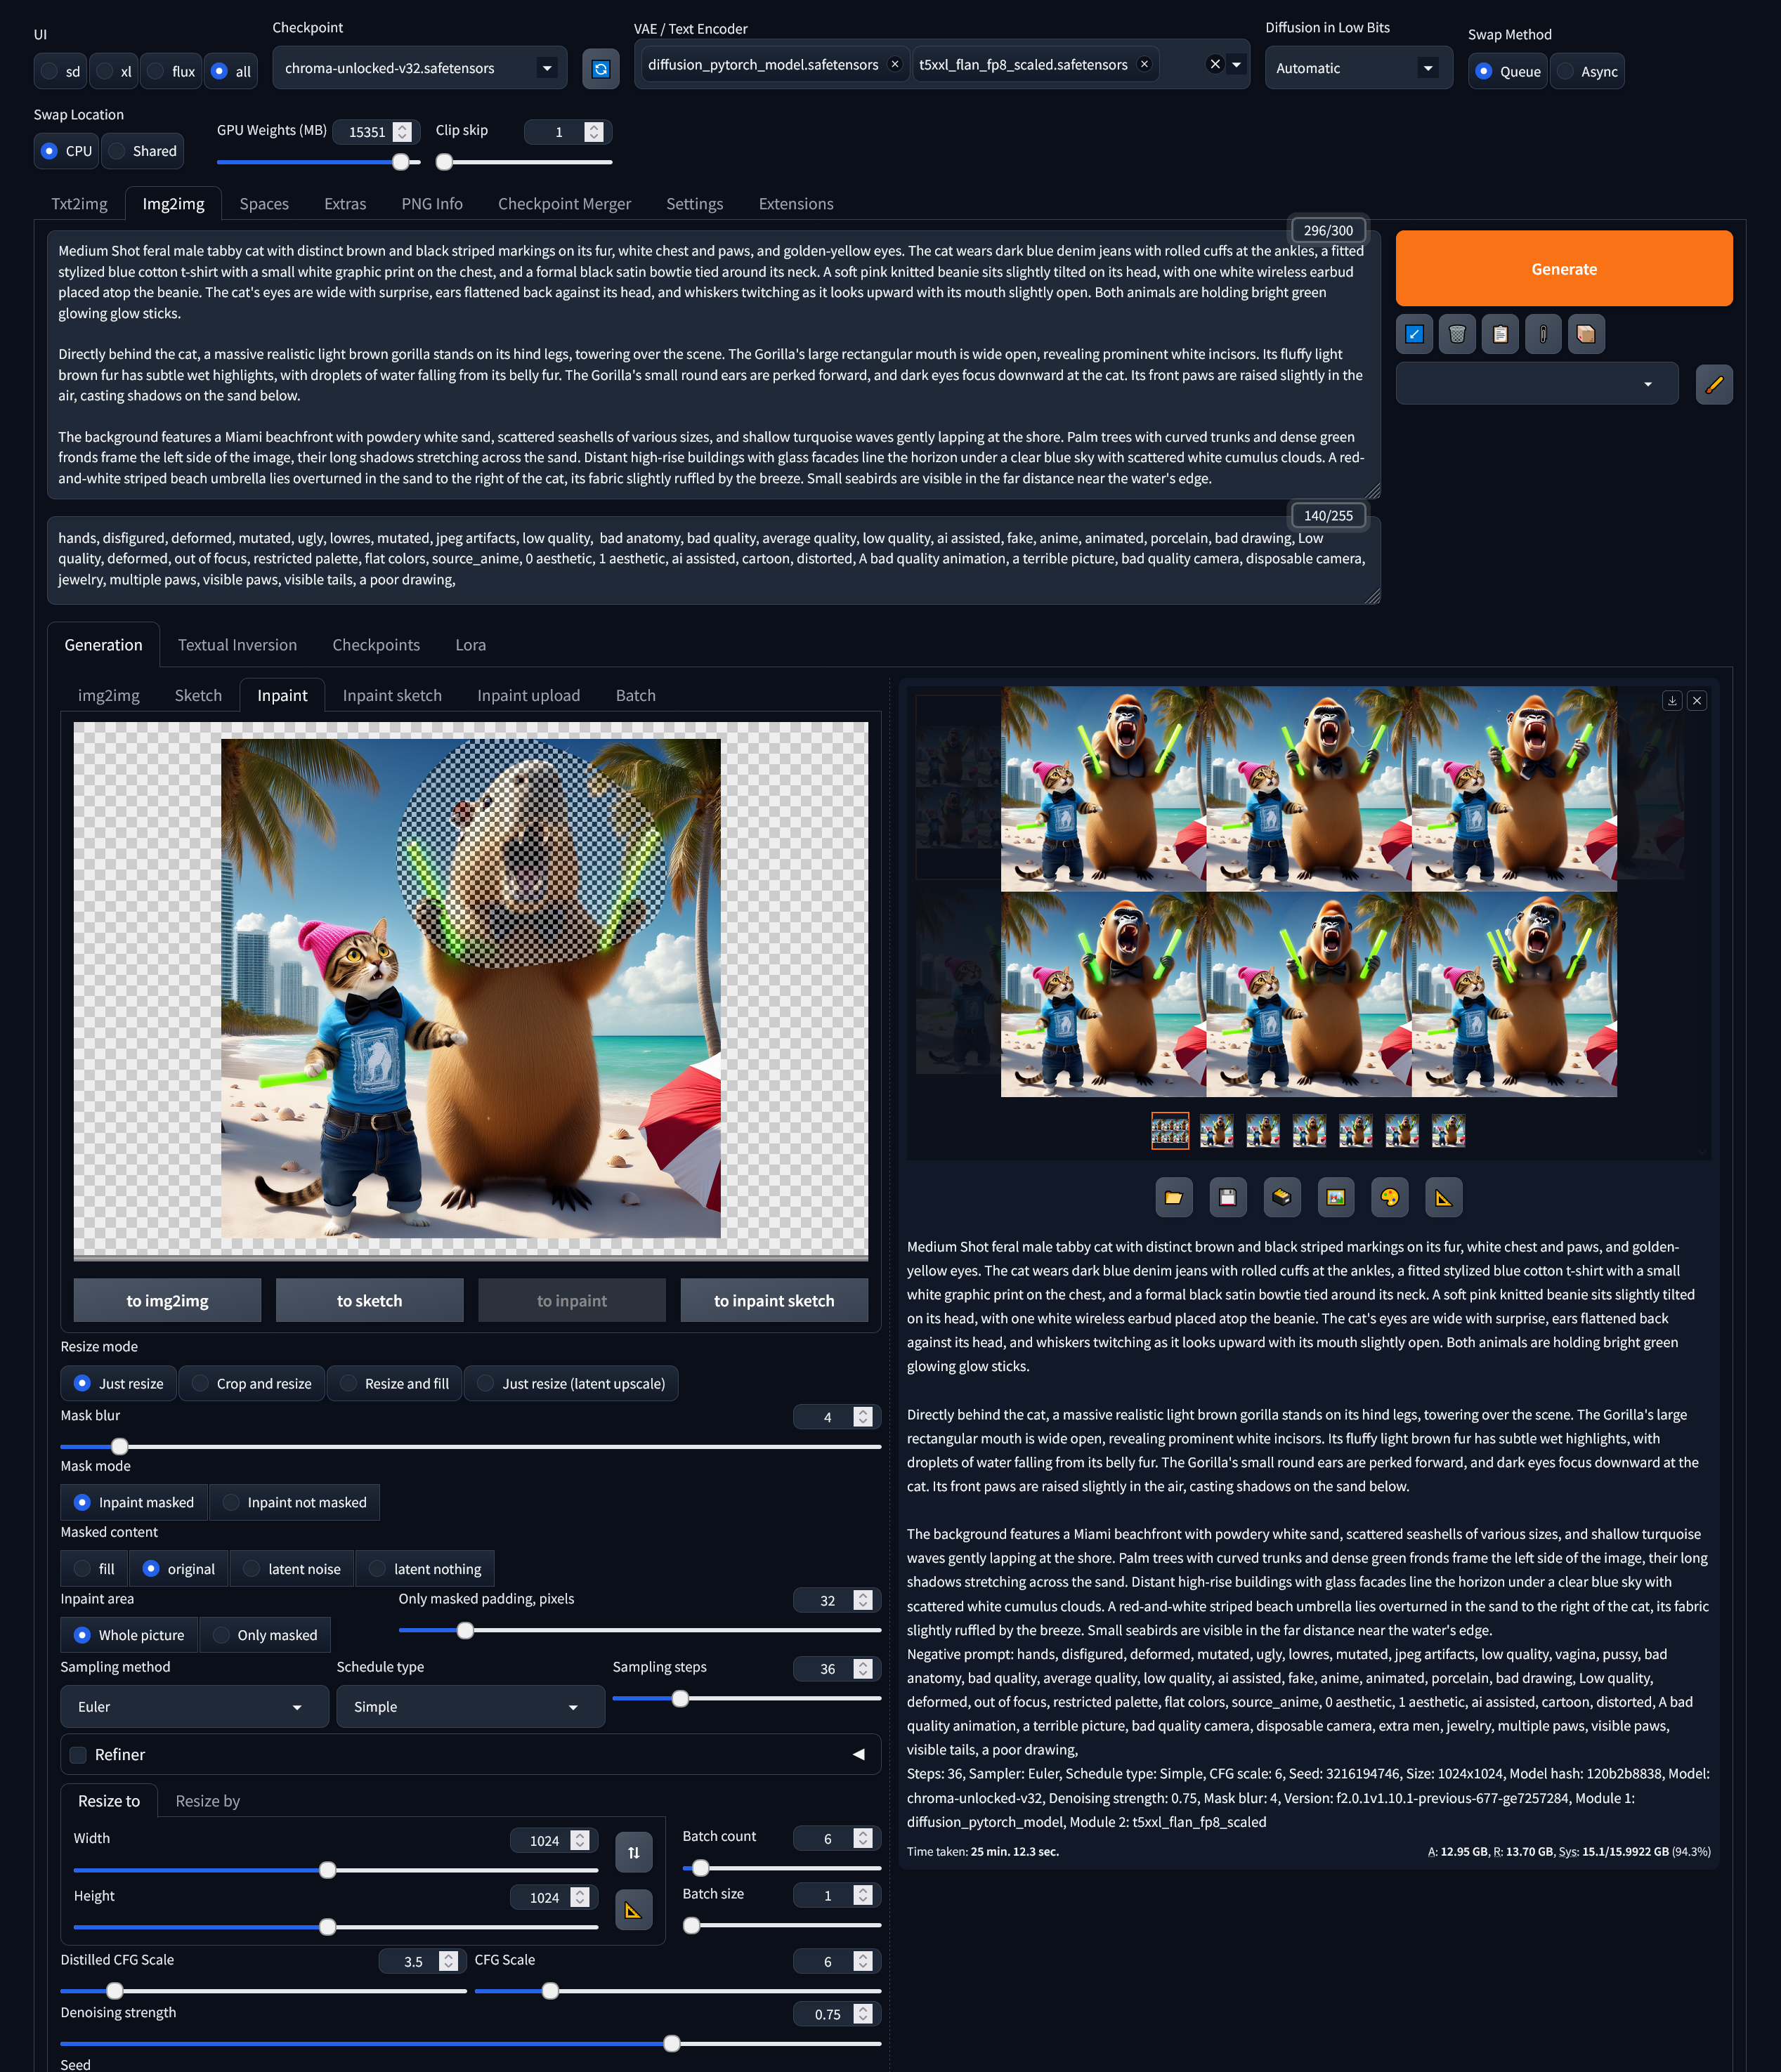 UI
sd
xl
flux
all
Checkpoint
chroma-unlocked-v32.safetensors
VAE / Text Encoder
diffusion_pytorch_model.safetensors
t5xxl_flan_fp8_scaled.safetensors
Diffusion in Low Bits
Automatic
Swap Method
Queue
Async
Swap Location
CPU
Shared
GPU Weights (MB)
15351
Clip skip
1
Txt2img
Img2img
Spaces
Extras
PNG Info
Checkpoint Merger
Settings
Extensions
296/300
Medium Shot feral male tabby cat with distinct brown and black striped markings on its fur, white chest and paws, and golden-yellow eyes. The cat wears dark blue denim jeans with rolled cuffs at the ankles, a fitted
stylized blue cotton t-shirt with a small white graphic print on the chest, and a formal black satin bowtie tied around its neck. A soft pink knitted beanie sits slightly tilted on its head, with one white wireless earbud
placed atop the beanie. The cat's eyes are wide with surprise, ears flattened back against its head, and whiskers twitching as it looks upward with its mouth slightly open. Both animals are holding bright green
glowing glow sticks.
Directly behind the cat, a massive realistic light brown gorilla stands on its hind legs, towering over the scene. The Gorilla's large rectangular mouth is wide open, revealing prominent white incisors. Its fluffy light
brown fur has subtle wet highlights, with droplets of water falling from its belly fur. The Gorilla's small round ears are perked forward, and dark eyes focus downward at the cat. Its front paws are raised slightly in the
air, casting shadows on the sand below.
The background features a Miami beachfront with powdery white sand, scattered seashells of various sizes, and shallow turquoise waves gently lapping at the shore. Palm trees with curved trunks and dense green
fronds frame the left side of the image, their long shadows stretching across the sand. Distant high-rise buildings with glass facades line the horizon under a clear blue sky with scattered white cumulus clouds. A red-
and-white striped beach umbrella lies overturned in the sand to the right of the cat, its fabric slightly ruffled by the breeze. Small seabirds are visible in the far distance near the water's edge.
Generate
140/255
hands, disfigured, deformed, mutated, ugly, lowres, mutated, jpeg artifacts, low quality,  bad anatomy, bad quality, average quality, low quality, ai assisted, fake, anime, animated, porcelain, bad drawing, Low
quality, deformed, out of focus, restricted palette, flat colors, source_anime, 0 aesthetic, 1 aesthetic, ai assisted, cartoon, distorted, A bad quality animation, a terrible picture, bad quality camera, disposable camera,
jewelry, multiple paws, visible paws, visible tails, a poor drawing,
Generation
Textual Inversion
Checkpoints
Lora
img2img
Sketch
Inpaint
Inpaint sketch
Inpaint upload
Batch
to img2img
to sketch
to inpaint
to inpaint sketch
Resize mode
Just resize
Crop and resize
Resize and fill
Just resize (latent upscale)
Mask blur
4
Mask mode
Inpaint masked
Inpaint not masked
Masked content
fill
original
latent noise
latent nothing
Inpaint area
Whole picture
Only masked
Only masked padding, pixels
32
Sampling method
Euler
Schedule type
Simple
Sampling steps
36
Refiner
Resize to
Resize by
Width
1024
Height
1024
Batch count
6
Batch size
1
Distilled CFG Scale
3.5
CFG Scale
6
Denoising strength
0.75
Seed
Medium Shot feral male tabby cat with distinct brown and black striped markings on its fur, white chest and paws, and golden-
yellow eyes. The cat wears dark blue denim jeans with rolled cuffs at the ankles, a fitted stylized blue cotton t-shirt with a small
white graphic print on the chest, and a formal black satin bowtie tied around its neck. A soft pink knitted beanie sits slightly tilted
on its head, with one white wireless earbud placed atop the beanie. The cat's eyes are wide with surprise, ears flattened back
against its head, and whiskers twitching as it looks upward with its mouth slightly open. Both animals are holding bright green
glowing glow sticks.
Directly behind the cat, a massive realistic light brown gorilla stands on its hind legs, towering over the scene. The Gorilla's large
rectangular mouth is wide open, revealing prominent white incisors. Its fluffy light brown fur has subtle wet highlights, with
droplets of water falling from its belly fur. The Gorilla's small round ears are perked forward, and dark eyes focus downward at the
cat. Its front paws are raised slightly in the air, casting shadows on the sand below.
The background features a Miami beachfront with powdery white sand, scattered seashells of various sizes, and shallow turquoise
waves gently lapping at the shore. Palm trees with curved trunks and dense green fronds frame the left side of the image, their long
shadows stretching across the sand. Distant high-rise buildings with glass facades line the horizon under a clear blue sky with
scattered white cumulus clouds. A red-and-white striped beach umbrella lies overturned in the sand to the right of the cat, its fabric
slightly ruffled by the breeze. Small seabirds are visible in the far distance near the water's edge.
Negative prompt: hands, disfigured, deformed, mutated, ugly, lowres, mutated, jpeg artifacts, low quality, vagina, pussy, bad
anatomy, bad quality, average quality, low quality, ai assisted, fake, anime, animated, porcelain, bad drawing, Low quality,
deformed, out of focus, restricted palette, flat colors, source_anime, 0 aesthetic, 1 aesthetic, ai assisted, cartoon, distorted, A bad
quality animation, a terrible picture, bad quality camera, disposable camera, extra men, jewelry, multiple paws, visible paws,
visible tails, a poor drawing,
Steps: 36, Sampler: Euler, Schedule type: Simple, CFG scale: 6, Seed: 3216194746, Size: 1024x1024, Model hash: 120b2b8838, Model:
chroma-unlocked-v32, Denoising strength: 0.75, Mask blur: 4, Version: f2.0.1v1.10.1-previous-677-ge7257284, Module 1:
diffusion_pytorch_model, Module 2: t5xxl_flan_fp8_scaled
Time taken: 25 min. 12.3 sec.
A: 12.95 GB, R: 13.70 GB, Sys: 15.1/15.9922 GB (94.3%)